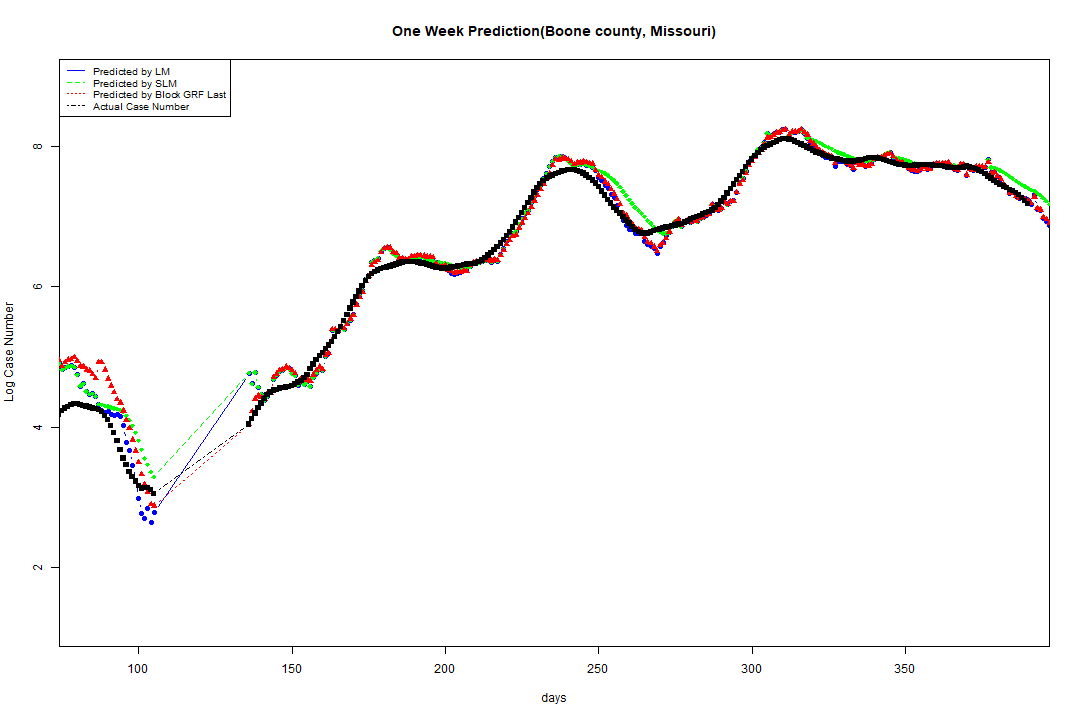 One Week Prediction(Boone county, Missouri)
Predicted by LM
Predicted by SLM
Predicted by Block GRF Last
Actual Case Number
8
6
4
2
Log Case Number
100 150 200 250 300 350
days